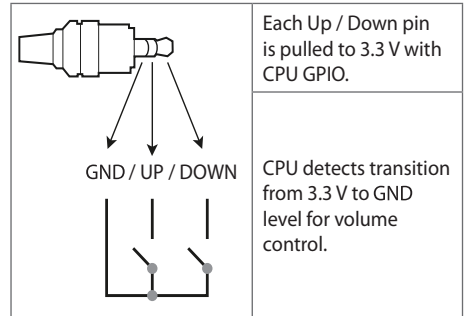 Each Up / Down pin
is pulled to 3.3 V with
CPU GPIO.
GND / UP / DOWN
CPU detects transition
from 3.3 V to GND
level for volume
control.